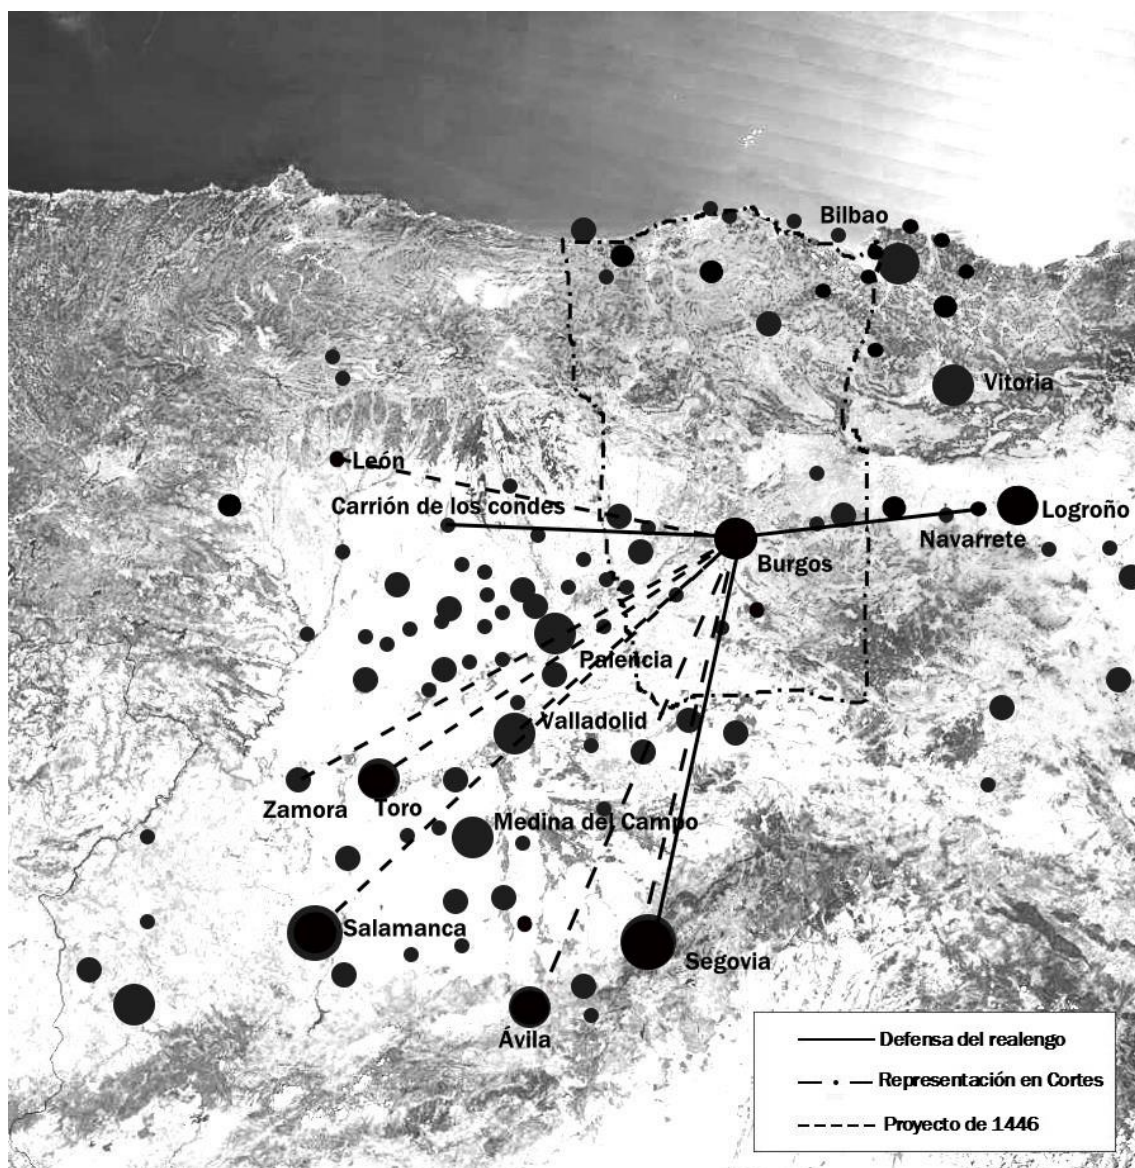 Bilbao
Vitoria
León
Carrión de los condes
Logroño
Navarrete
Burgos
Palencia
Valladolid
Zamora
Toro
Medina del Campo
Salamanca
Segovia
Ávila
Defensa del realengo
Representación en Cortes
Proyecto de 1446